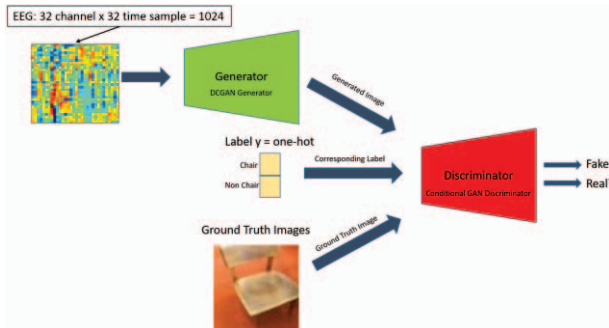 EEG: 32 channel x 32 time sample = 1024
Generator
DCGAN Generator
Generated Image
Label y = one-hot
Chair
Non Chair
Corresponding Label
Discriminator
Conditional GAN Discriminator
Fake
Real
Ground Truth Images
Ground Truth Image